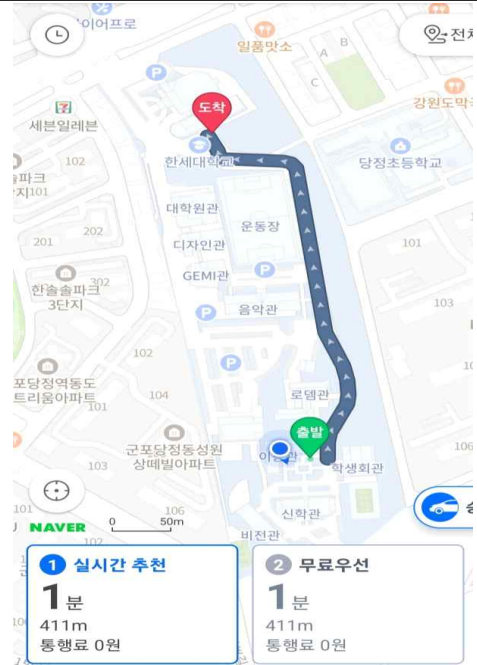 이어프로
일품맛소
전체
A
B
C
P
세븐일레븐
도착
강원도막국
102
한세대학교
당정초등학교
101
대학원관
202
운동장
201
디자인관
101
GEMI관
P
302
한솔솔파크
3단지
P
음악관
103
102
P
포당정역동도
트리움아파트
104
로뎀관
101
출발
군포당정동성원
상떼빌아파트
103
학생회관
106
101
NAVER
0
50m
106
신학관
102
비전관
1 실시간 추천
1분
411m
통행료 0원
2 무료우선
1분
411m
통행료 0원